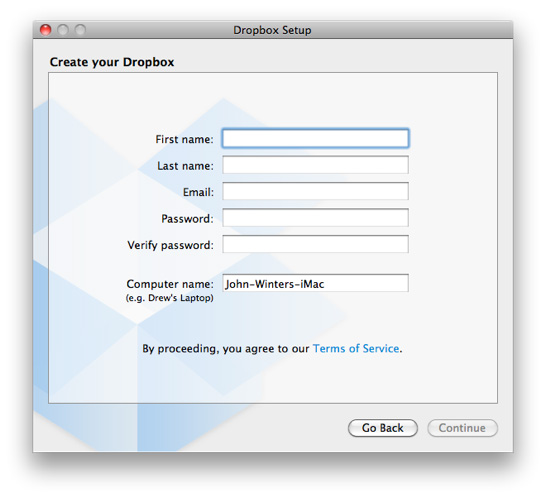 Dropbox Setup
Create your Dropbox
First name:
Last name:
Email:
Password:
Verify password:
Computer name: John-Winters-iMac
(e.g. Drew's Laptop)
By proceeding, you agree to our Terms of Service.
Go Back Continue